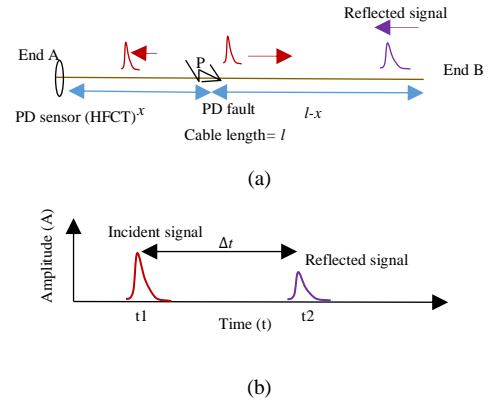 Reflected signal
End A
P
End B
PD sensor (HFCT) x
PD fault
l-x
Cable length= l
(a)
Amplitude (A)
Incident signal
Δt
Reflected signal
t1
t2
Time (t)
(b)